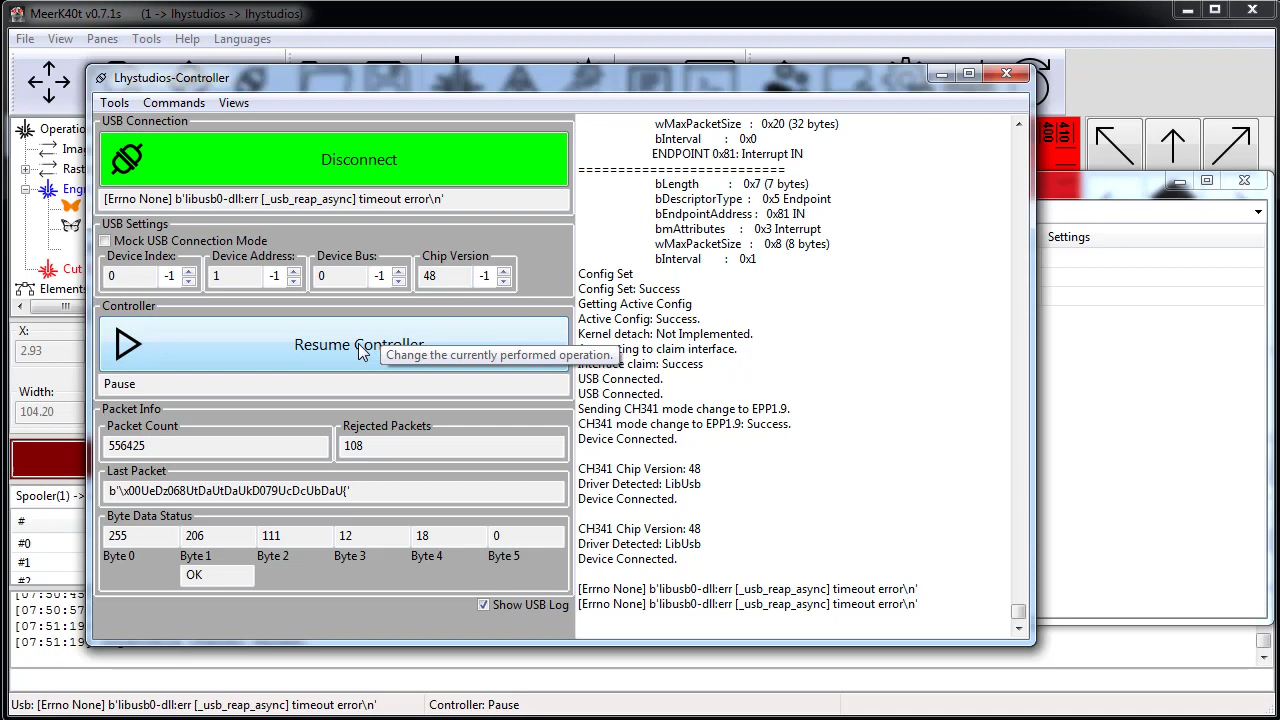 MeerK40t v0.7.1s (1 -> lhystudios -> lhystudios)
File View Panes Tools Help Languages
Lhystudios-Controller
Tools Commands Views
USB Connection
Disconnect
[Errno None] b'libusb0-dll:err [_usb_reap_async] timeout error\n'
USB Settings
Mock USB Connection Mode
Device Index: Device Address: Device Bus: Chip Version
0 -1 1 -1 0 -1 48 -1
Controller
Resume Controller
Change the currently performed operation.
Pause
Packet Info
Packet Count Rejected Packets
556425 108
Last Packet
b'\x00UeDz068UtDaUtDaUkD079UcDcUbDaU{'
Byte Data Status
255 206 111 12 18 0
Byte 0 Byte 1 Byte 2 Byte 3 Byte 4 Byte 5
OK
Show USB Log
wMaxPacketSize : 0x20 (32 bytes)
bInterval : 0x0
ENDPOINT 0x81: Interrupt IN
==========================
bLength : 0x7 (7 bytes)
bDescriptorType : 0x5 Endpoint
bEndpointAddress : 0x81 IN
bmAttributes : 0x3 Interrupt
wMaxPacketSize : 0x8 (8 bytes)
bInterval : 0x1
Config Set
Config Set: Success
Getting Active Config
Active Config: Success.
Kernel detach: Not Implemented.
ting to claim interface.
Interface claim: Success
USB Connected.
USB Connected.
Sending CH341 mode change to EPP1.9.
CH341 mode change to EPP1.9: Success.
Device Connected.
CH341 Chip Version: 48
Driver Detected: LibUsb
Device Connected.
CH341 Chip Version: 48
Driver Detected: LibUsb
Device Connected.
[Errno None] b'libusb0-dll:err [_usb_reap_async] timeout error\n'
[Errno None] b'libusb0-dll:err [_usb_reap_async] timeout error\n'
Operatio
Ima
Rast
Eng
Cut
Elements
X:
2.93
Width:
104.20
Spooler(1) ->
#
#0
#1
#2
[07:50:45
[07:50:57
[07:51:19
400
410
Settings
Usb: [Errno None] b'libusb0-dll:err [_usb_reap_async] timeout error\n' Controller: Pause